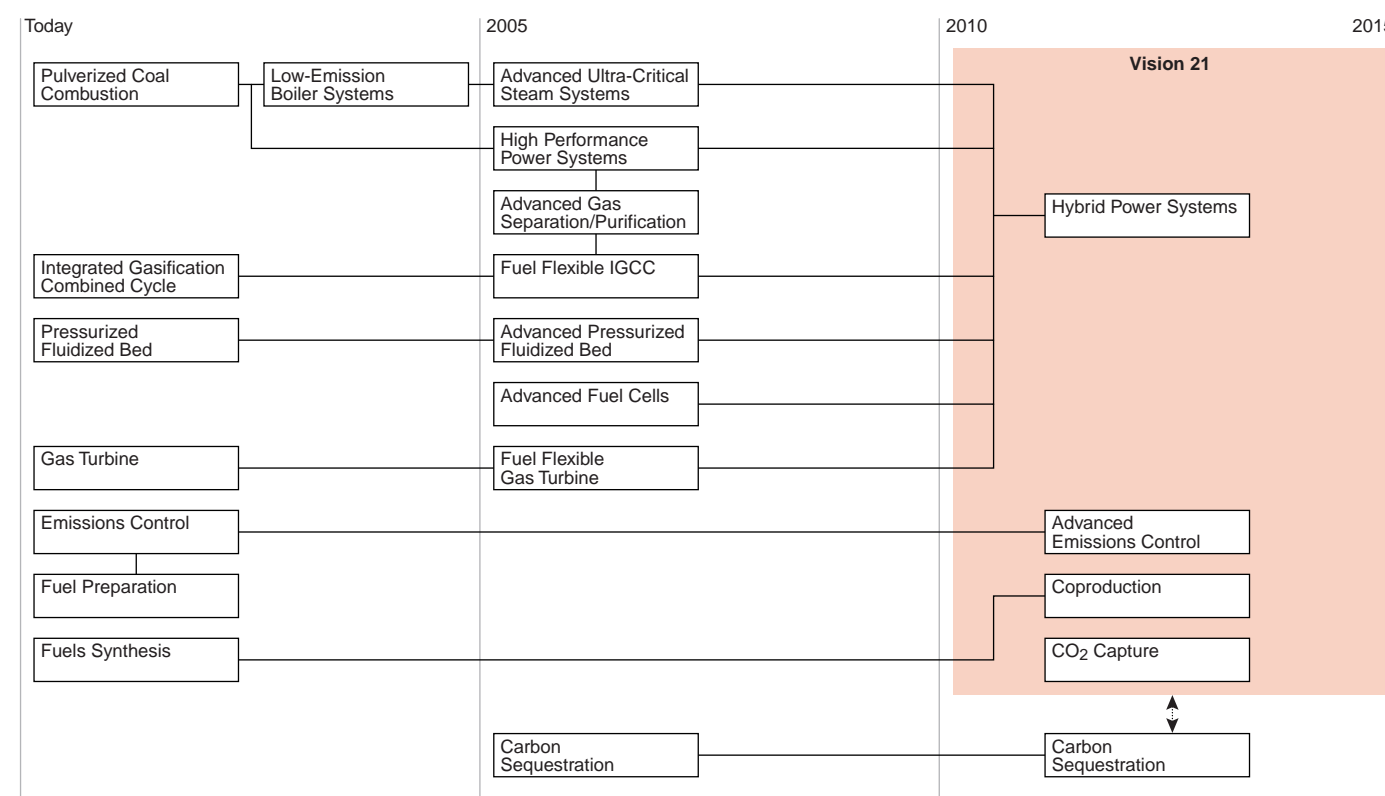 Today
2005
2010
2015
Vision 21
Pulverized Coal
Combustion
Low-Emission
Boiler Systems
Advanced Ultra-Critical
Steam Systems
High Performance
Power Systems
Advanced Gas
Separation/Purification
Hybrid Power Systems
Integrated Gasification
Combined Cycle
Fuel Flexible IGCC
Pressurized
Fluidized Bed
Advanced Pressurized
Fluidized Bed
Advanced Fuel Cells
Gas Turbine
Fuel Flexible
Gas Turbine
Emissions Control
Advanced
Emissions Control
Fuel Preparation
Coproduction
Fuels Synthesis
CO2 Capture
Carbon
Sequestration
Carbon
Sequestration